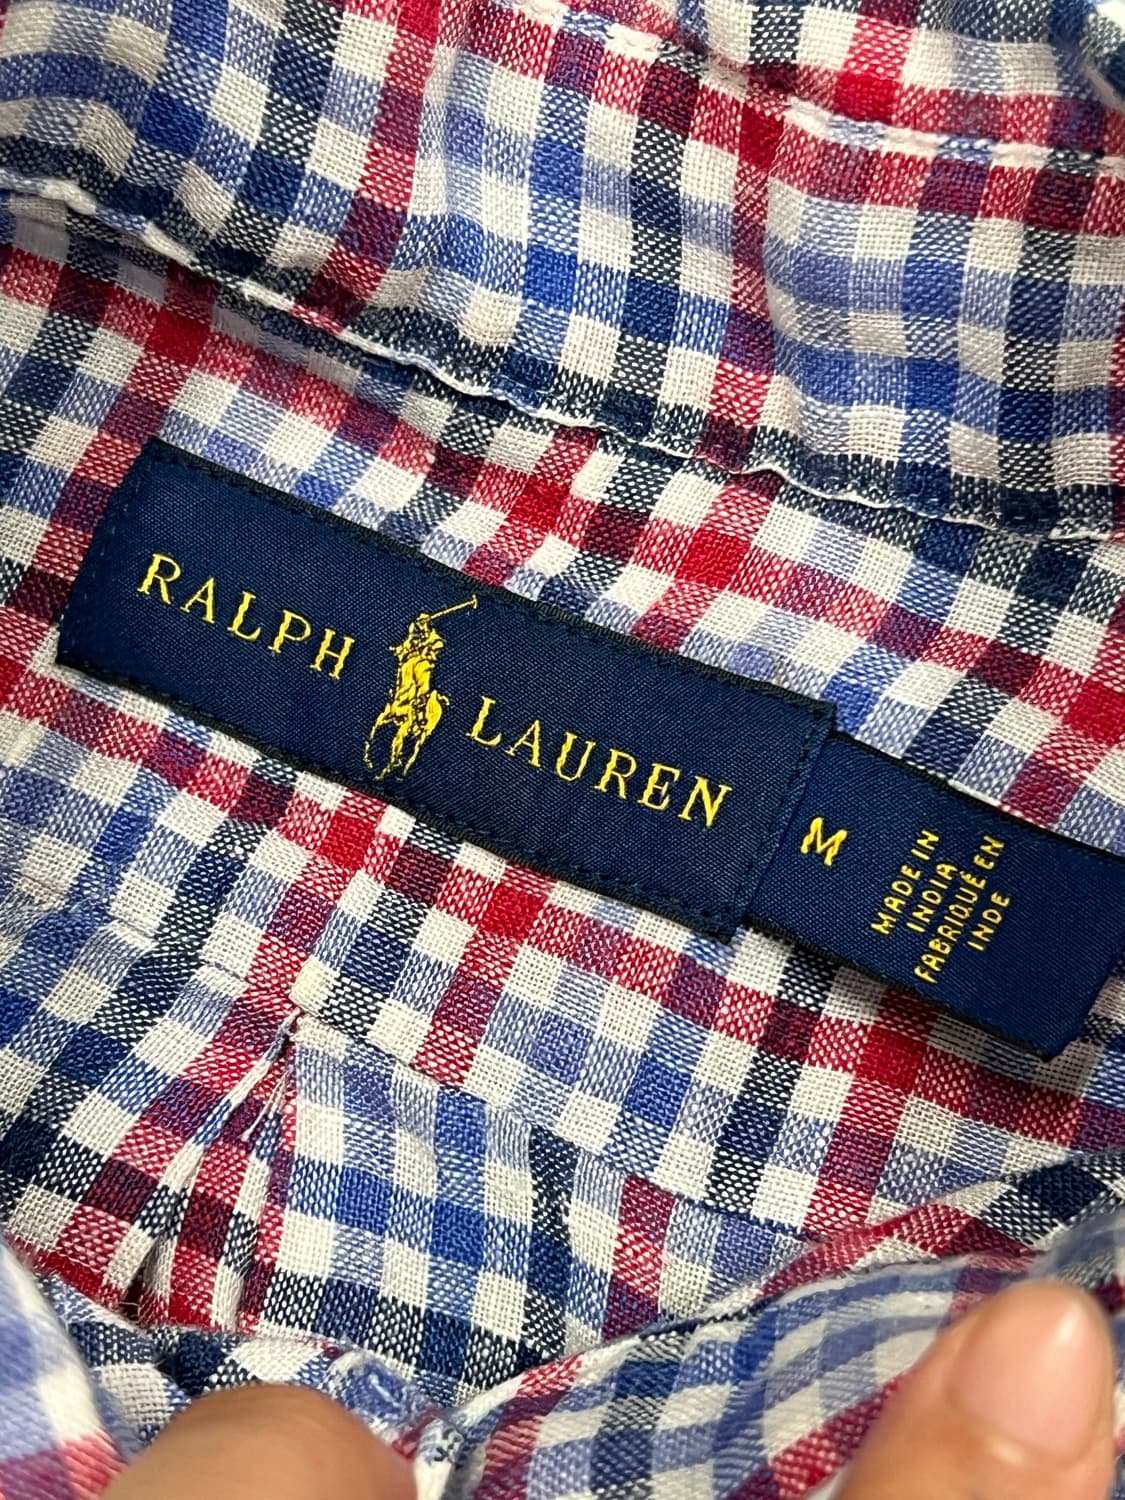 RALPH LAUREN
M
MADE IN
INDIA
FABRIQUÉ EN
INDE